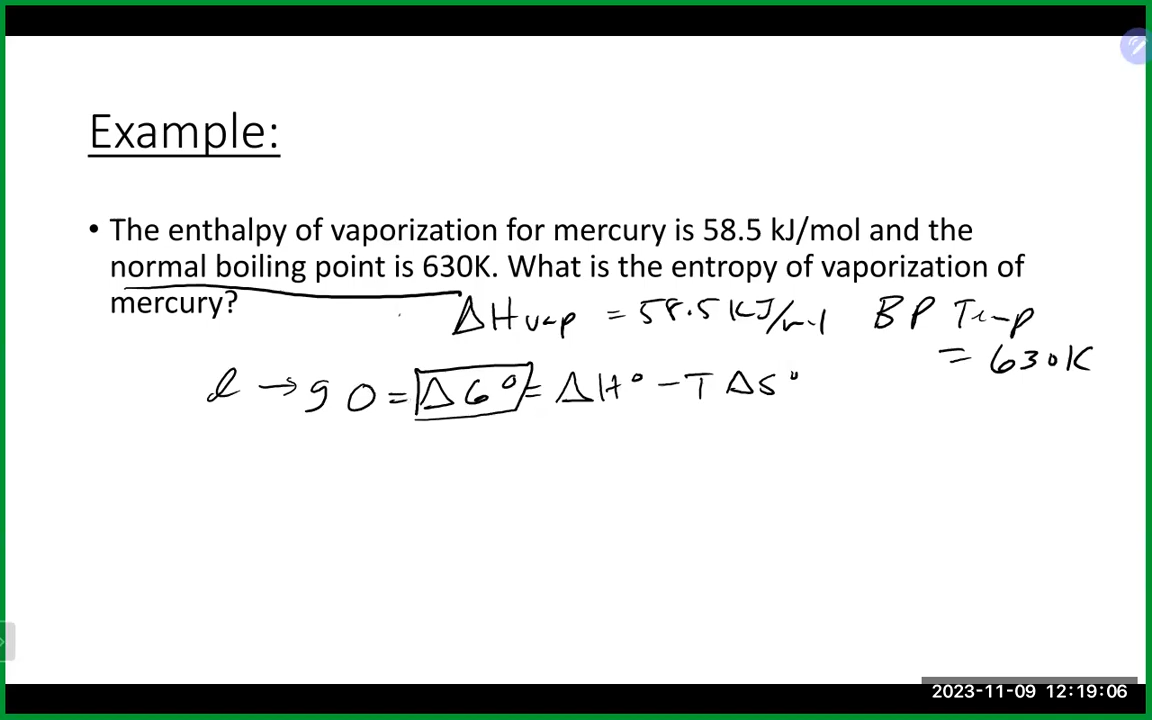 Example:
• The enthalpy of vaporization for mercury is 58.5 kJ/mol and the
normal boiling point is 630K. What is the entropy of vaporization of
mercury?
ΔHvap = 58.5 KJ/mol BP Temp
= 630K
l → g 0 = ΔG° = ΔH° - TΔS°
2023-11-09 12:19:06